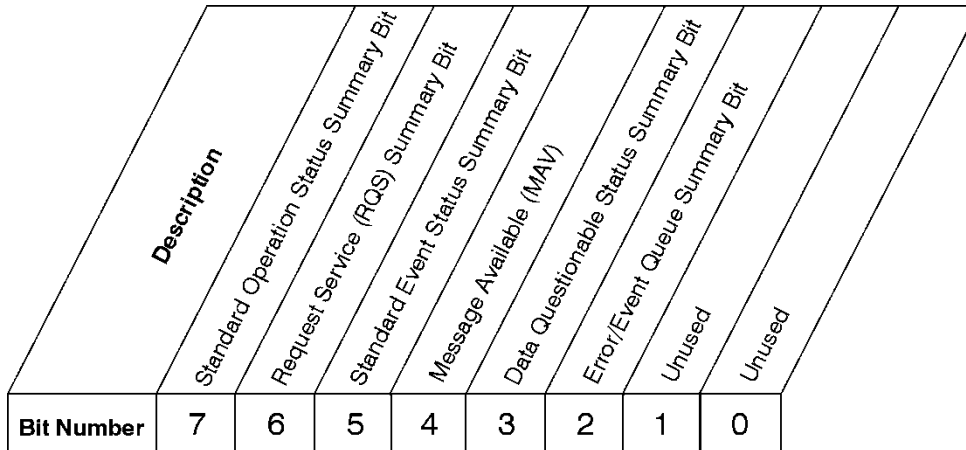 Description
Standard Operation Status Summary Bit
Request Service (RQS) Summary Bit
Standard Event Status Summary Bit
Message Available (MAV)
Data Questionable Status Summary Bit
Error/Event Queue Summary Bit
Unused
Unused
Bit Number 7 6 5 4 3 2 1 0